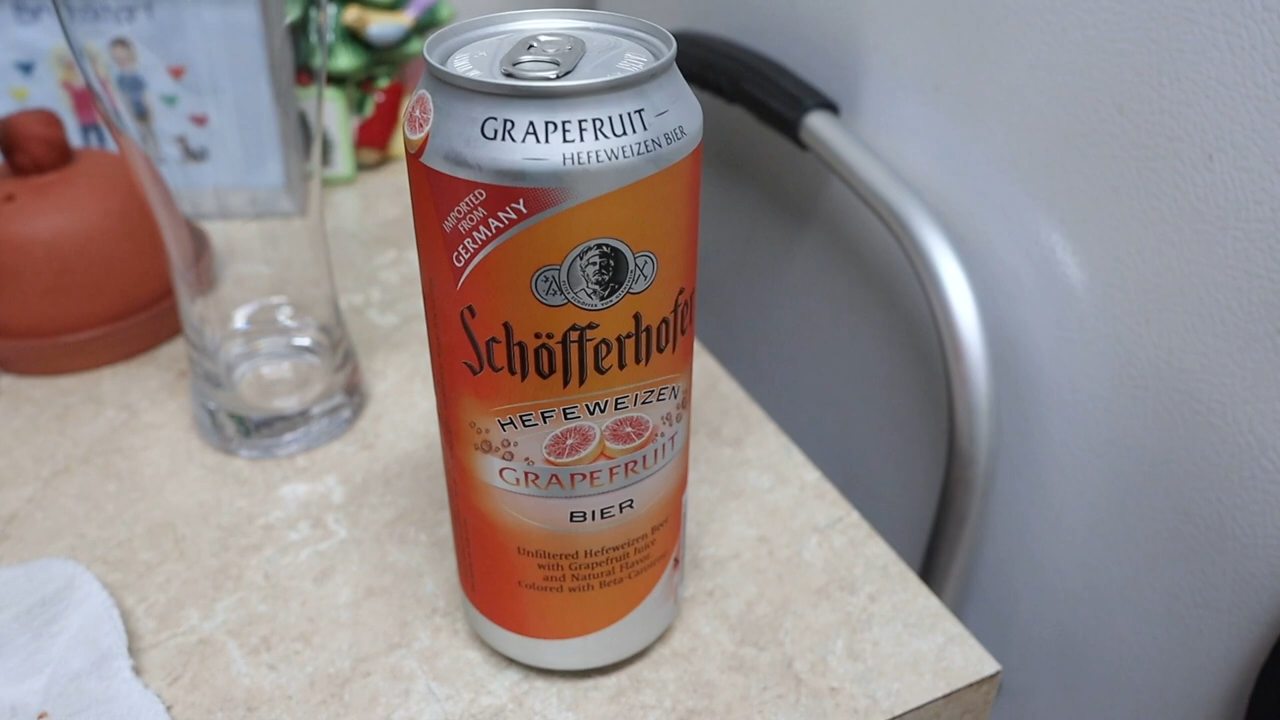 GRAPEFRUIT
HEFEWEIZEN BIER
IMPORTED
FROM
GERMANY
Schöfferhofer
HEFEWEIZEN
GRAPEFRUIT
BIER
Unfiltered Hefeweizen Beer
with Grapefruit Juice
and Natural Flavor
Colored with Beta-Carotene